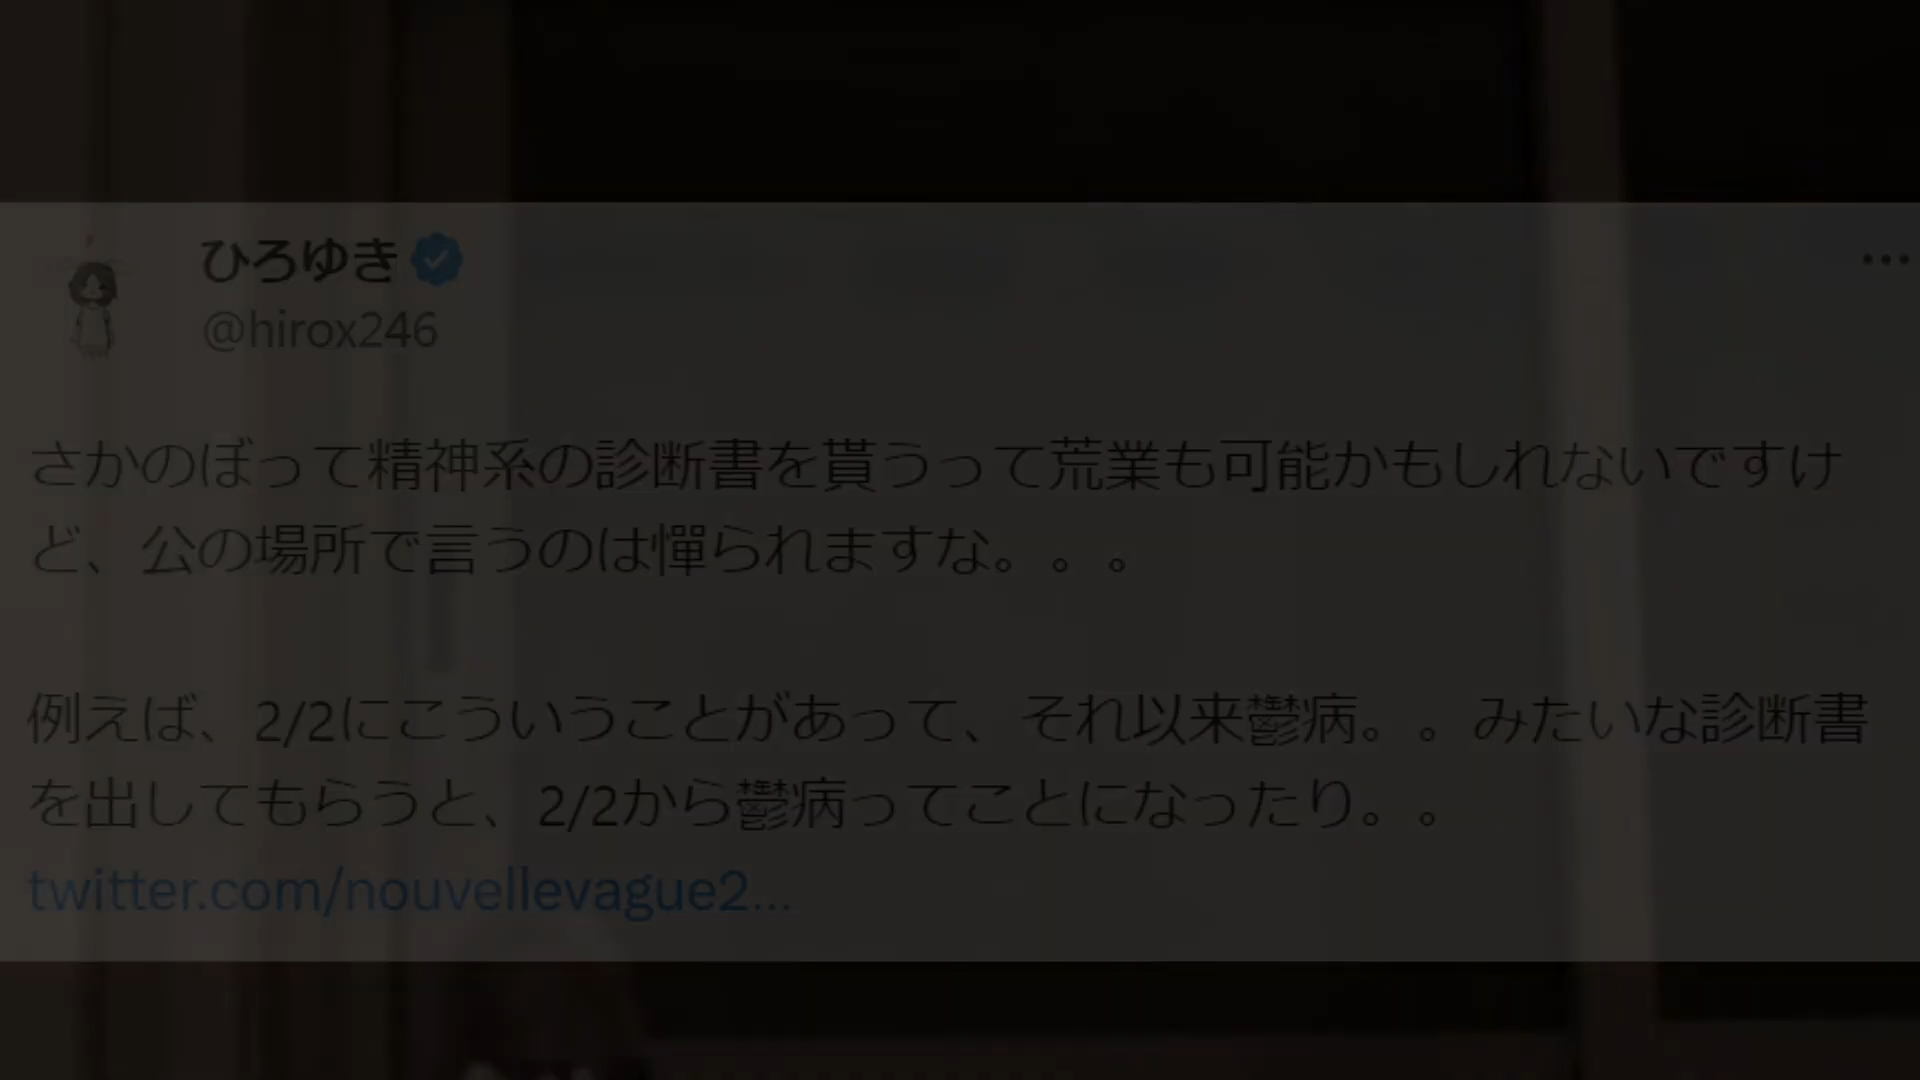 ひろゆき
@hirox246
さかのぼって精神系の診断書を貰うって荒業も可能かもしれないですけ
ど、公の場所で言うのは憚られますな。。。
例えば、2/2にこういうことがあって、それ以来鬱病。。みたいな診断書
を出してもらうと、2/2から鬱病ってことになったり。。
twitter.com/nouvellevague2...